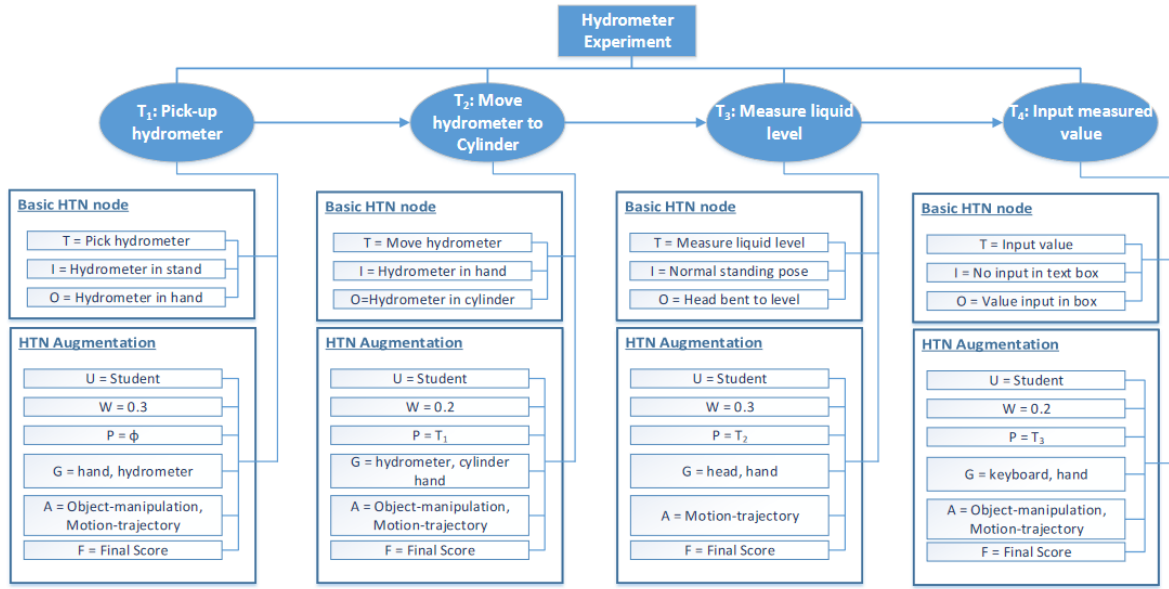 Hydrometer
Experiment
T₁: Pick-up
hydrometer
T₂: Move
hydrometer to
Cylinder
T₃: Measure liquid
level
T₄: Input measured
value
Basic HTN node
T = Pick hydrometer
I = Hydrometer in stand
O = Hydrometer in hand
HTN Augmentation
U = Student
W = 0.3
P = ϕ
G = hand, hydrometer
A = Object-manipulation,
Motion-trajectory
F = Final Score
Basic HTN node
T = Move hydrometer
I = Hydrometer in hand
O=Hydrometer in cylinder
HTN Augmentation
U = Student
W = 0.2
P = T₁
G = hydrometer, cylinder
hand
A = Object-manipulation,
Motion-trajectory
F = Final Score
Basic HTN node
T = Measure liquid level
I = Normal standing pose
O = Head bent to level
HTN Augmentation
U = Student
W = 0.3
P = T₂
G = head, hand
A = Motion-trajectory
F = Final Score
Basic HTN node
T = Input value
I = No input in text box
O = Value input in box
HTN Augmentation
U = Student
W = 0.2
P = T₃
G = keyboard, hand
A = Object-manipulation,
Motion-trajectory
F = Final Score